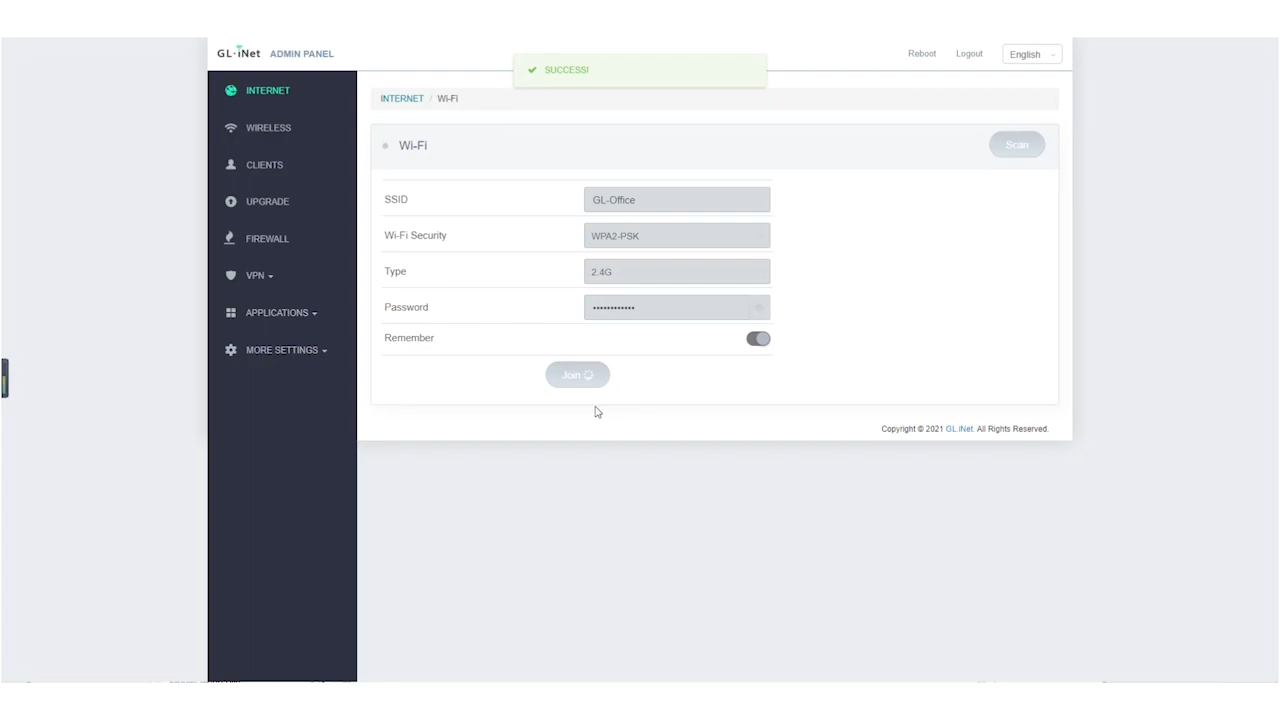 GL·iNet ADMIN PANEL
Reboot
Logout
English
SUCCESS!
INTERNET
WIRELESS
CLIENTS
UPGRADE
FIREWALL
VPN
APPLICATIONS
MORE SETTINGS
INTERNET / Wi-Fi
Wi-Fi
Scan
SSID GL-Office
Wi-Fi Security WPA2-PSK
Type 2.4G
Password ••••••••••••
Remember
Join
Copyright © 2021 GL.iNet. All Rights Reserved.